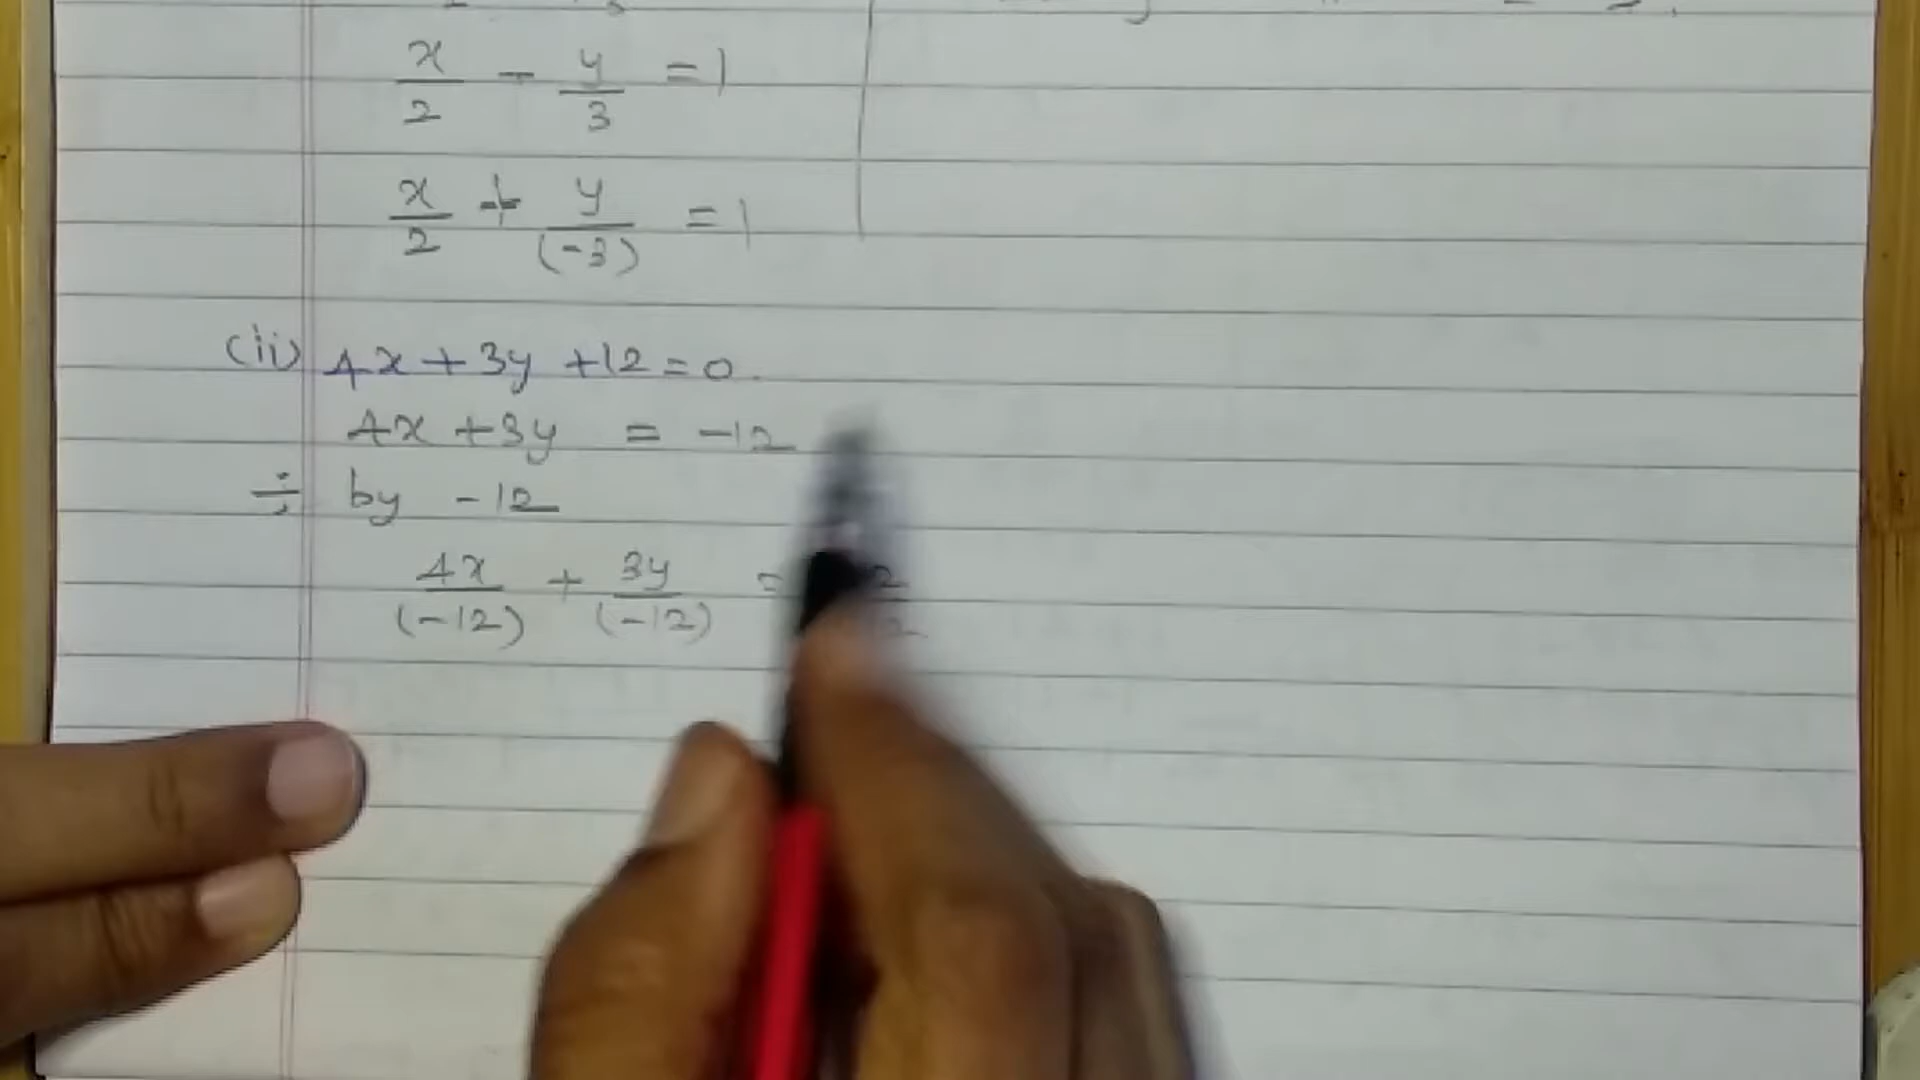 x/2 - y/3 = 1
x/2 + y/(-3) = 1
(ii) 4x + 3y + 12 = 0
4x + 3y = -12
÷ by -12
4x/(-12) + 3y/(-12) =